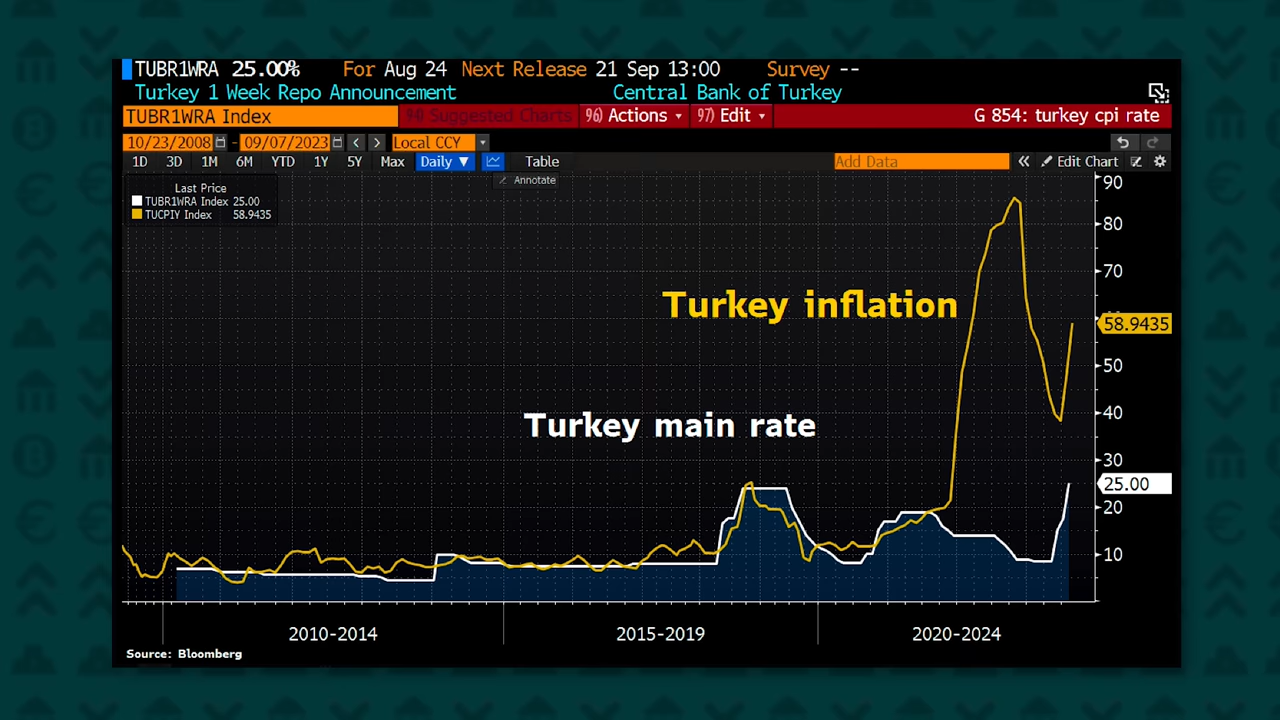 TUBR1WRA 25.00% For Aug 24 Next Release 21 Sep 13:00 Survey --
Turkey 1 Week Repo Announcement Central Bank of Turkey
TUBR1WRA Index 90 Suggested Charts 96) Actions 97) Edit G 854: turkey cpi rate
10/23/2008 - 09/07/2023 Local CCY
1D 3D 1M 6M YTD 1Y 5Y Max Daily Table Add Data Edit Chart
Annotate
Last Price
TUBR1WRA Index 25.00
TUCPIY Index 58.9435
90
80
70
Turkey inflation
58.9435
50
40
Turkey main rate
30
25.00
20
10
2010-2014 2015-2019 2020-2024
Source: Bloomberg